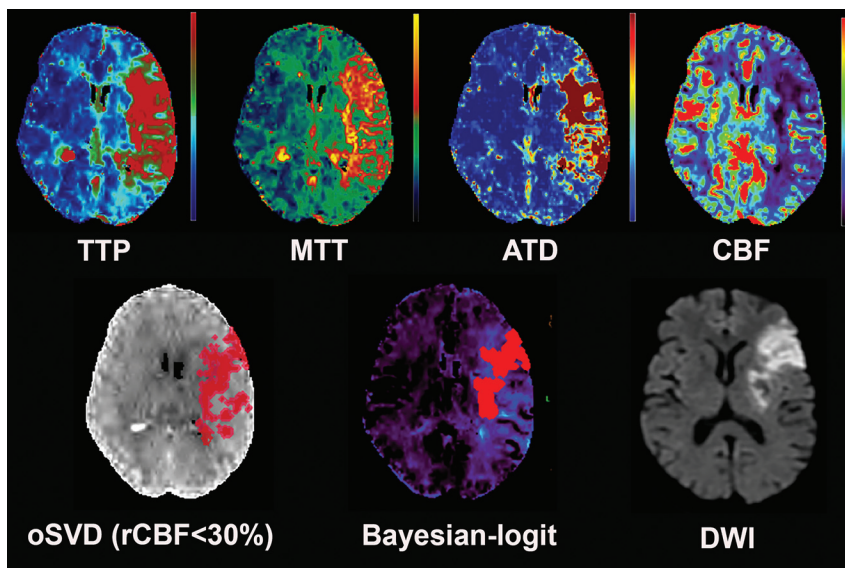 TTP
MTT
ATD
CBF
oSVD (rCBF<30%)
Bayesian-logit
DWI